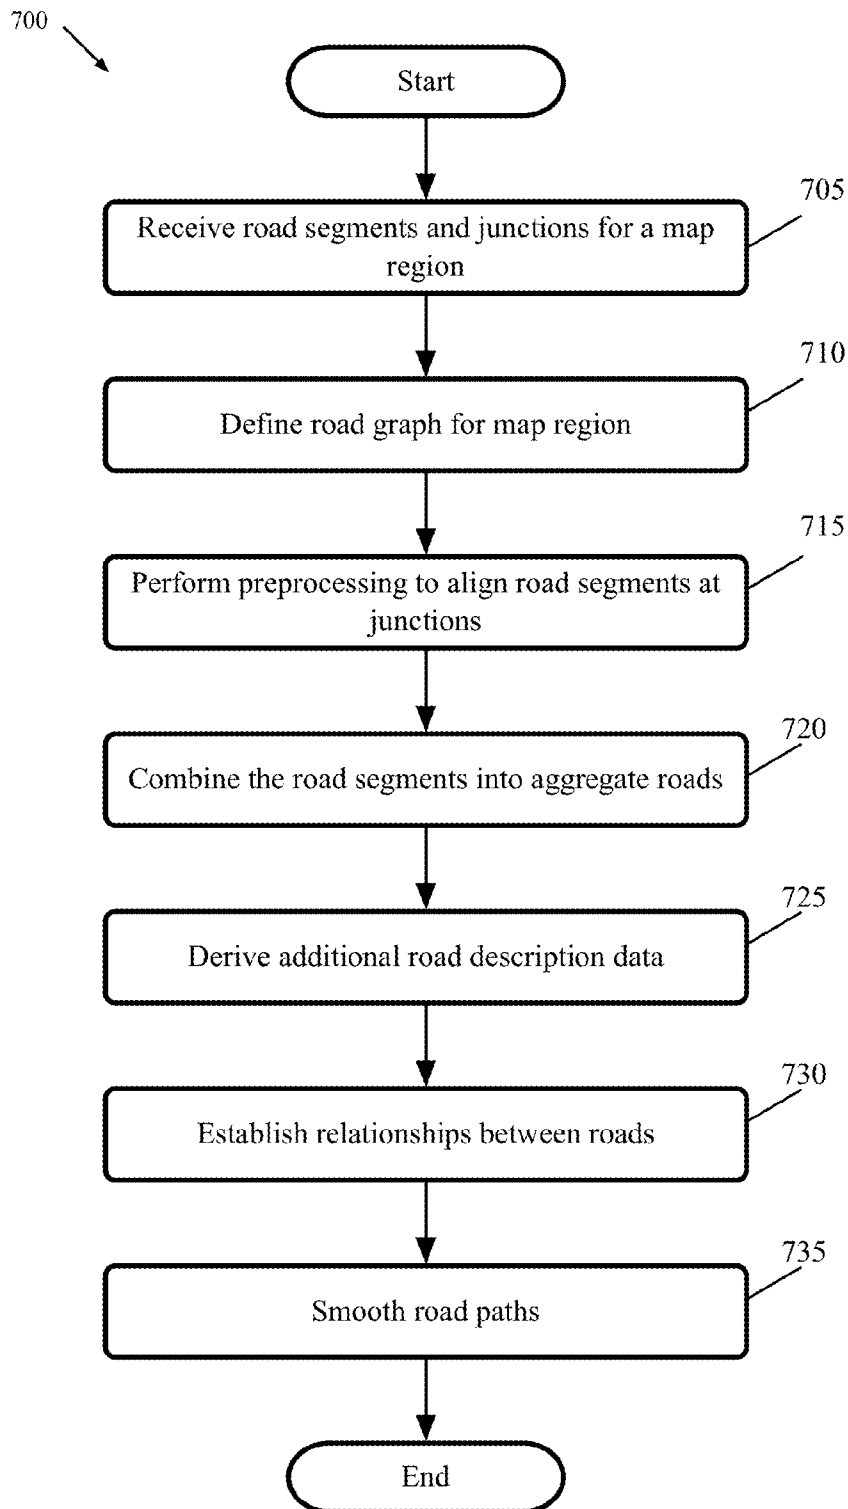 700
Start
705
Receive road segments and junctions for a map
region
710
Define road graph for map region
715
Perform preprocessing to align road segments at
junctions
720
Combine the road segments into aggregate roads
725
Derive additional road description data
730
Establish relationships between roads
735
Smooth road paths
End